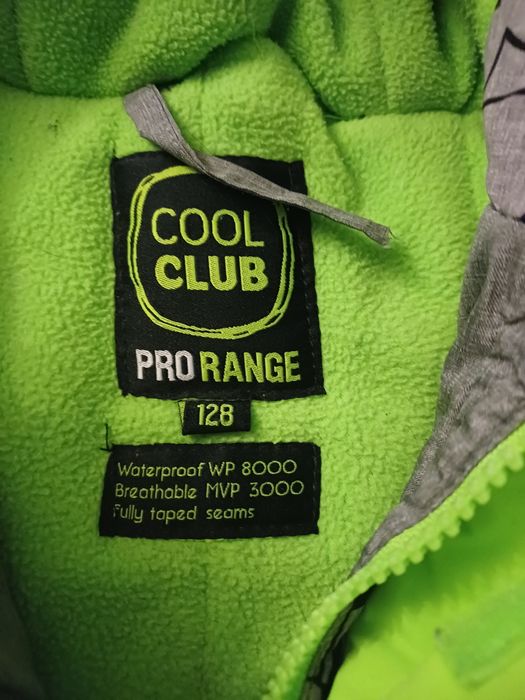 COOL
CLUB
PRO RANGE
128
Waterproof WP 8000
Breathable MVP 3000
Fully taped seams